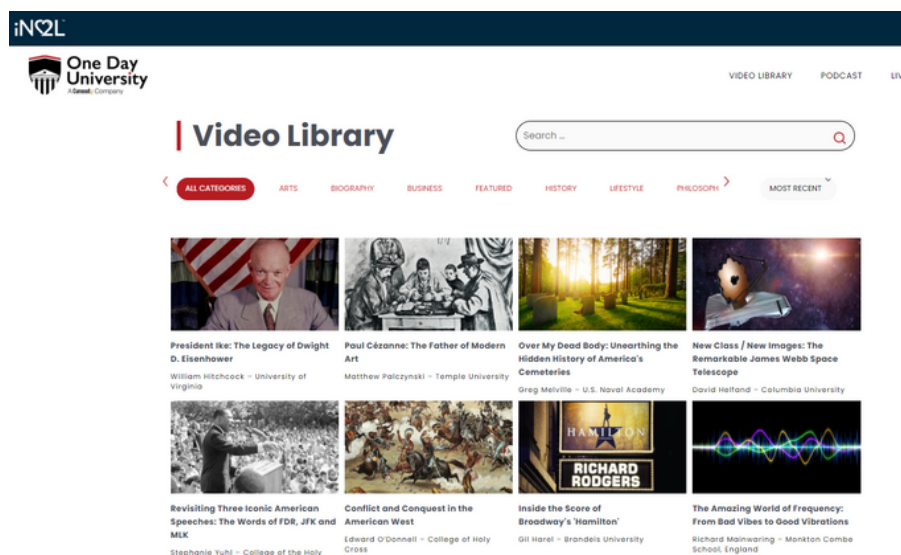 iN2L
One Day
University
A Company
VIDEO LIBRARY PODCAST
Video Library
Search ...
ALL CATEGORIES ARTS BIOGRAPHY BUSINESS FEATURED HISTORY LIFESTYLE PHILOSOPH MOST RECENT
President Ike: The Legacy of Dwight
D. Eisenhower
William Hitchcock – University of
Virginia
Paul Cézanne: The Father of Modern
Art
Matthew Palczynski – Temple University
Over My Dead Body: Unearthing the
Hidden History of America's
Cemeteries
Greg Melville – U.S. Naval Academy
New Class / New Images: The
Remarkable James Webb Space
Telescope
David Helfand – Columbia University
HAMILTON
RICHARD
RODGERS
Revisiting Three Iconic American
Speeches: The Words of FDR, JFK and
MLK
Stephanie Yuhl – College of the Holy
Conflict and Conquest in the
American West
Edward O'Donnell – College of Holy
Cross
Inside the Score of
Broadway's 'Hamilton'
Gil Harel – Brandeis University
The Amazing World of Frequency:
From Bad Vibes to Good Vibrations
Richard Mainwaring – Monkton Combe
School, England